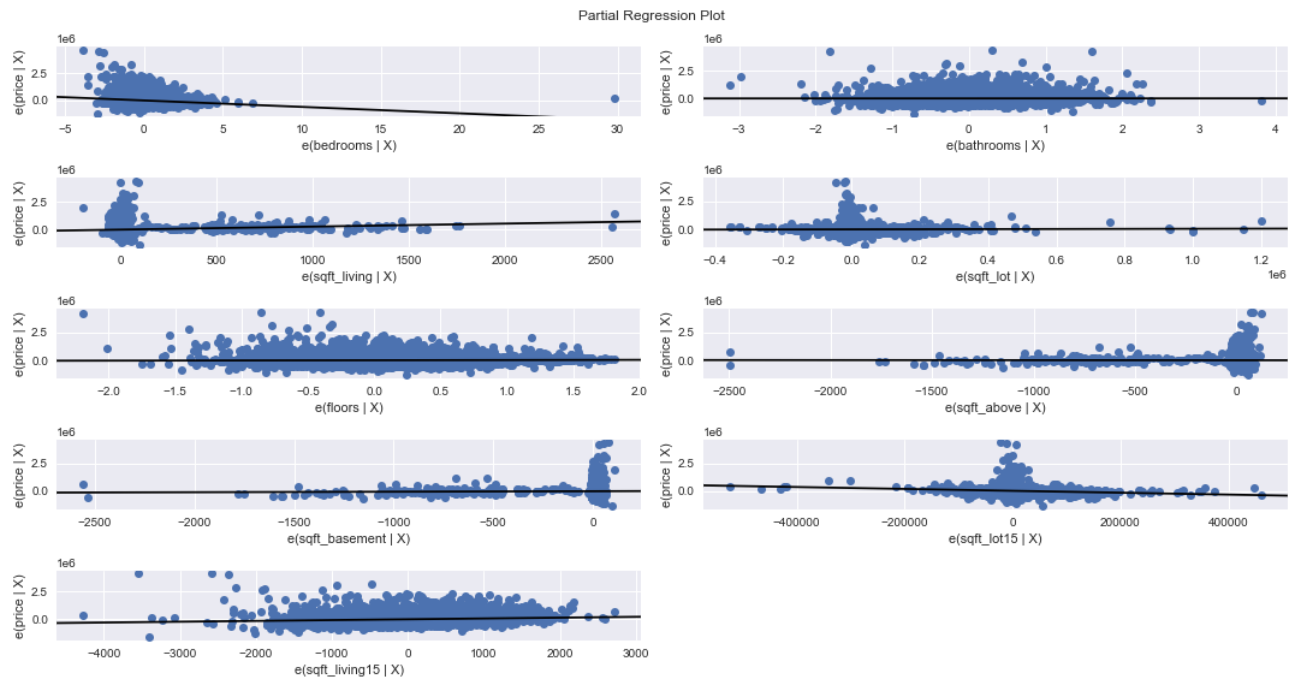 Partial Regression Plot
1e6
e(price | X)
2.5
0.0
−5 0 5 10 15 20 25 30
e(bedrooms | X)
1e6
e(price | X)
2.5
0.0
−3 −2 −1 0 1 2 3 4
e(bathrooms | X)
1e6
e(price | X)
2.5
0.0
0 500 1000 1500 2000 2500
e(sqft_living | X)
1e6
e(price | X)
2.5
0.0
−0.4 −0.2 0.0 0.2 0.4 0.6 0.8 1.0 1.2
e(sqft_lot | X)
1e6
1e6
e(price | X)
2.5
0.0
−2.0 −1.5 −1.0 −0.5 0.0 0.5 1.0 1.5 2.0
e(floors | X)
1e6
e(price | X)
2.5
0.0
−2500 −2000 −1500 −1000 −500 0
e(sqft_above | X)
1e6
e(price | X)
2.5
0.0
−2500 −2000 −1500 −1000 −500 0
e(sqft_basement | X)
1e6
e(price | X)
2.5
0.0
−400000 −200000 0 200000 400000
e(sqft_lot15 | X)
1e6
e(price | X)
2.5
0.0
−4000 −3000 −2000 −1000 0 1000 2000 3000
e(sqft_living15 | X)